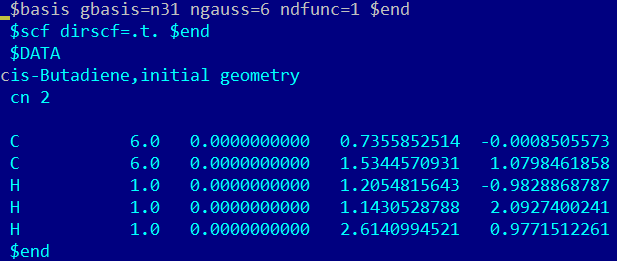 $basis gbasis=n31 ngauss=6 ndfunc=1 $end
$scf dirscf=.t. $end
$DATA
cis-Butadiene,initial geometry
cn 2
C 6.0 0.0000000000 0.7355852514 -0.0008505573
C 6.0 0.0000000000 1.5344570931 1.0798461858
H 1.0 0.0000000000 1.2054815643 -0.9828868787
H 1.0 0.0000000000 1.1430528788 2.0927400241
H 1.0 0.0000000000 2.6140994521 0.9771512261
$end